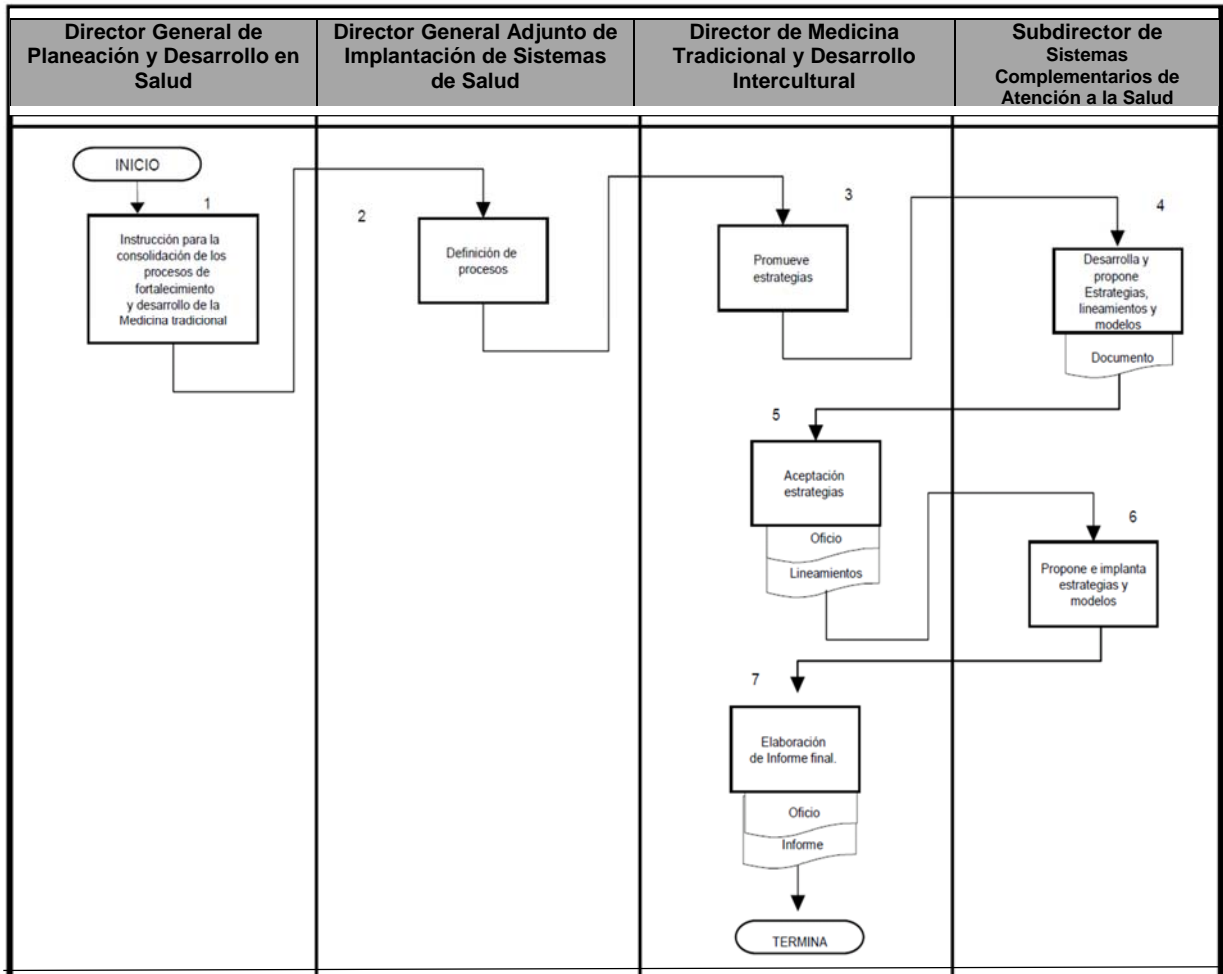 Director General de
Planeación y Desarrollo en
Salud
Director General Adjunto de
Implantación de Sistemas
de Salud
Director de Medicina
Tradicional y Desarrollo
Intercultural
Subdirector de
Sistemas
Complementarios de
Atención a la Salud
INICIO
1
Instrucción para la
consolidación de los
procesos de
fortalecimiento
y desarrollo de la
Medicina tradicional
2
Definición de
procesos
3
Promueve
estrategias
4
Desarrolla y
propone
Estrategias,
lineamientos y
modelos
Documento
5
Aceptación
estrategias
Oficio
Lineamientos
6
Propone e implanta
estrategias y
modelos
7
Elaboración
de Informe final.
Oficio
Informe
TERMINA